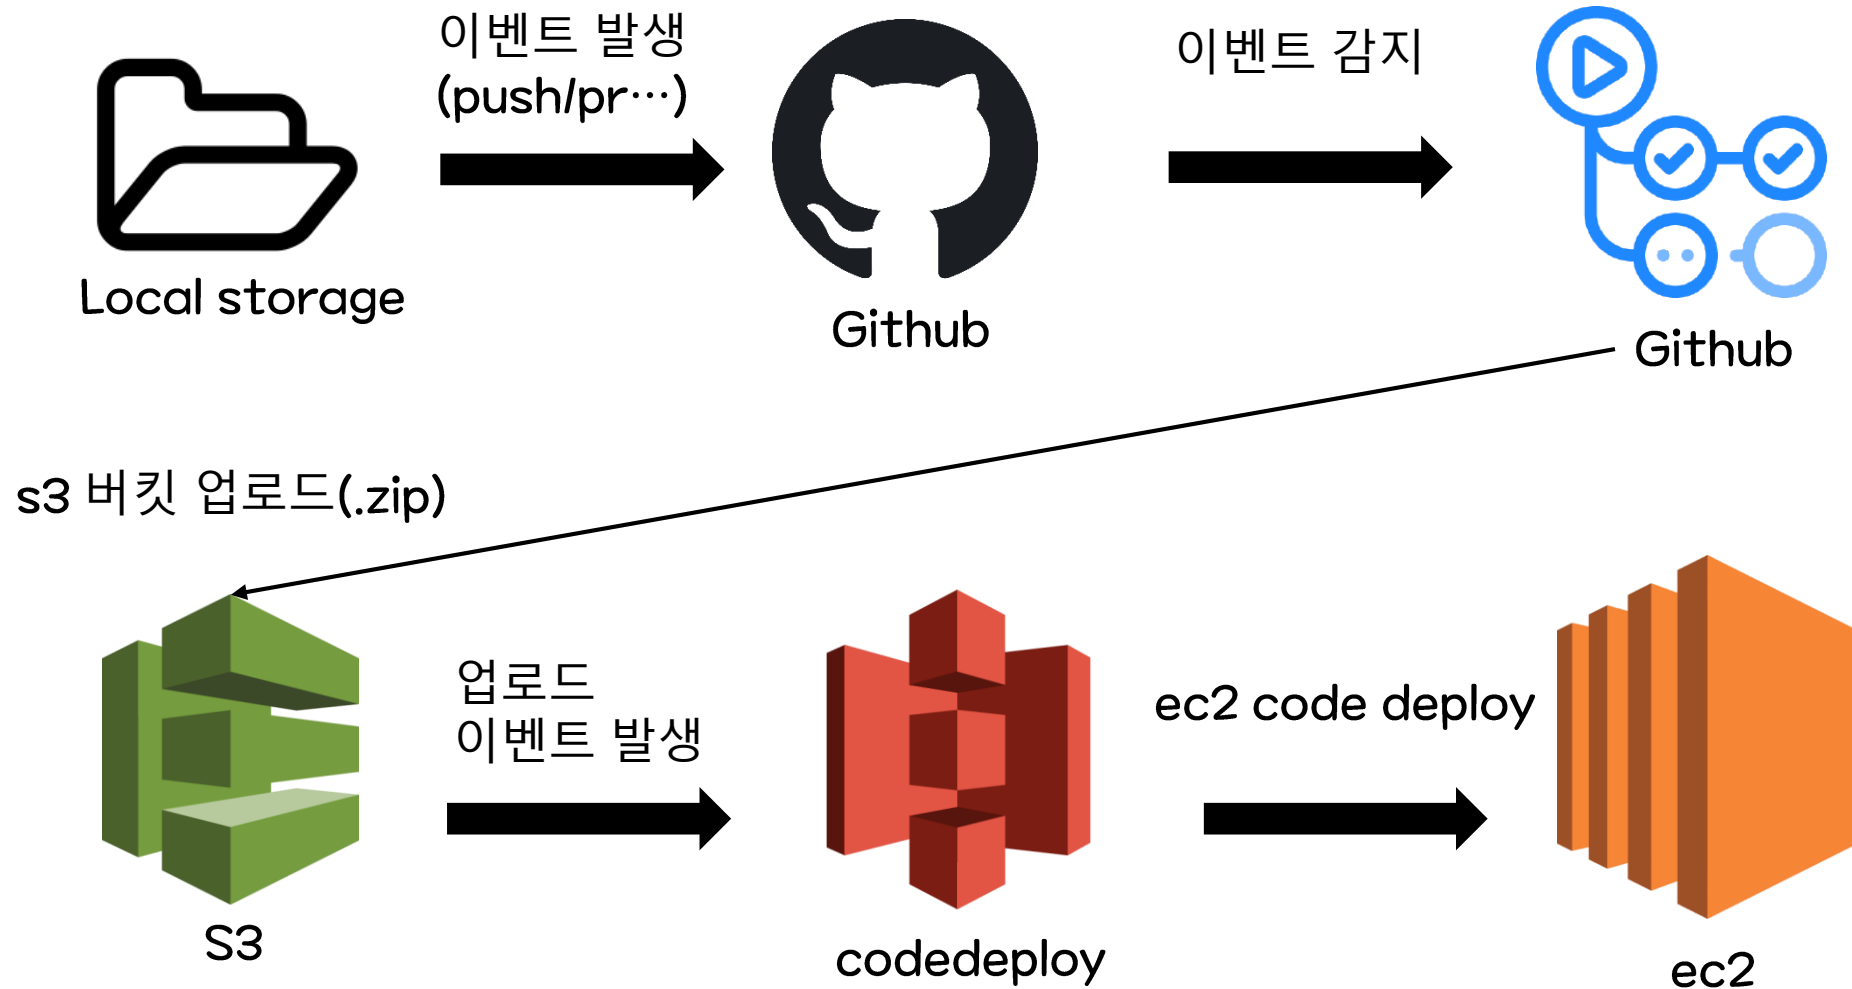 이벤트 발생
(push/pr…)
이벤트 감지
Local storage
Github
Github
s3 버킷 업로드(.zip)
업로드
이벤트 발생
ec2 code deploy
S3
codedeploy
ec2